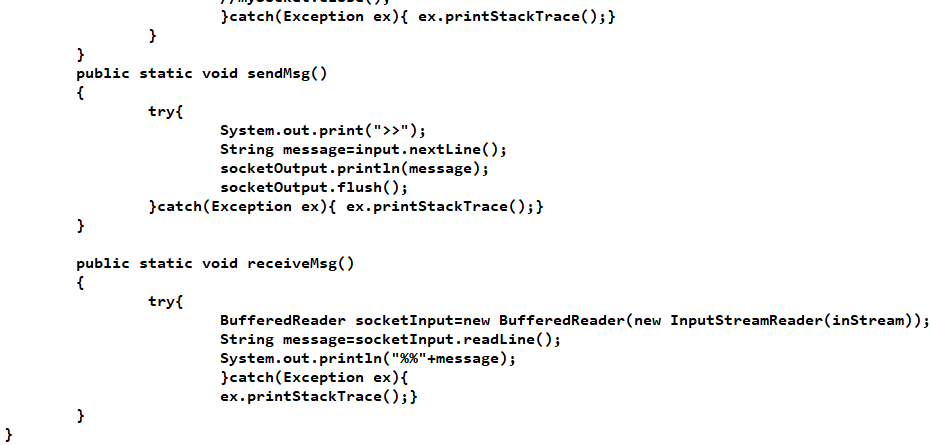 //mySocket.close();
}catch(Exception ex){ ex.printStackTrace();}
}
}
public static void sendMsg()
{
try{
System.out.print(">>");
String message=input.nextLine();
socketOutput.println(message);
socketOutput.flush();
}catch(Exception ex){ ex.printStackTrace();}
}
public static void receiveMsg()
{
try{
BufferedReader socketInput=new BufferedReader(new InputStreamReader(inStream));
String message=socketInput.readLine();
System.out.println("%%"+message);
}catch(Exception ex){
ex.printStackTrace();}
}
}